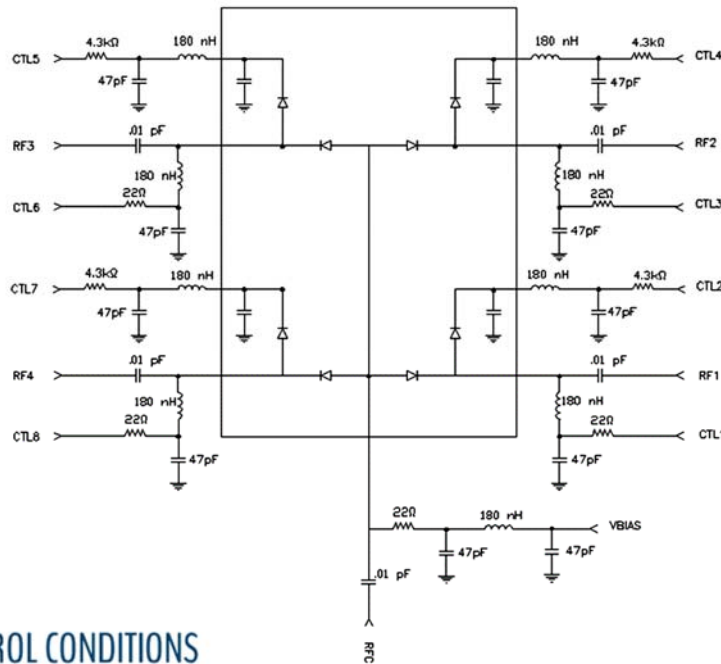 4.3kΩ 180 nH 180 nH 4.3kΩ
CTL5 CTL4
47pF 47pF
.01 pF .01 pF
RF3 RF2
180 nH 180 nH
22Ω 22Ω
CTL6 CTL3
47pF 47pF
4.3kΩ 180 nH 180 nH 4.3kΩ
CTL7 CTL2
47pF 47pF
.01 pF .01 pF
RF4 RF1
180 nH 180 nH
22Ω 22Ω
CTL8 CTL1
47pF 47pF
22Ω 180 nH VBIAS
47pF 47pF
.01 pF
RFC
ROL CONDITIONS